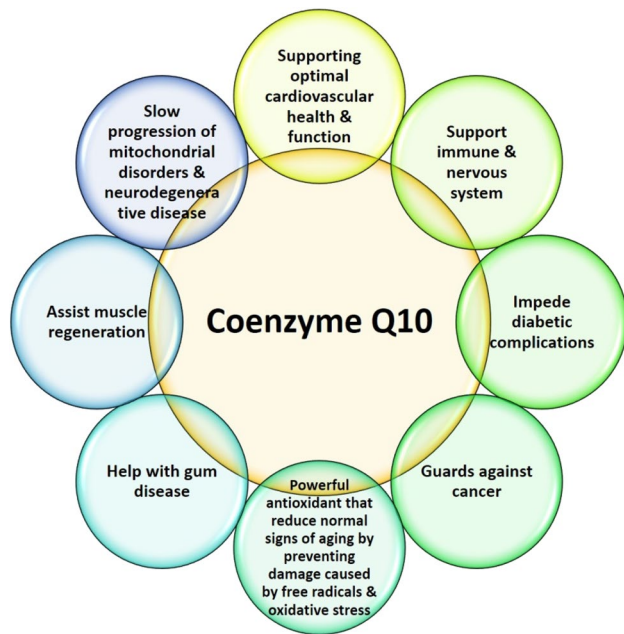 Supporting
optimal
cardiovascular
health &
function
Support
immune &
nervous
system
Impede
diabetic
complications
Guards against
cancer
Powerful
antioxidant that
reduce normal
signs of aging by
preventing
damage caused
by free radicals &
oxidative stress
Help with gum
disease
Assist muscle
regeneration
Slow
progression of
mitochondrial
disorders &
neurodegenera
tive disease
Coenzyme Q10